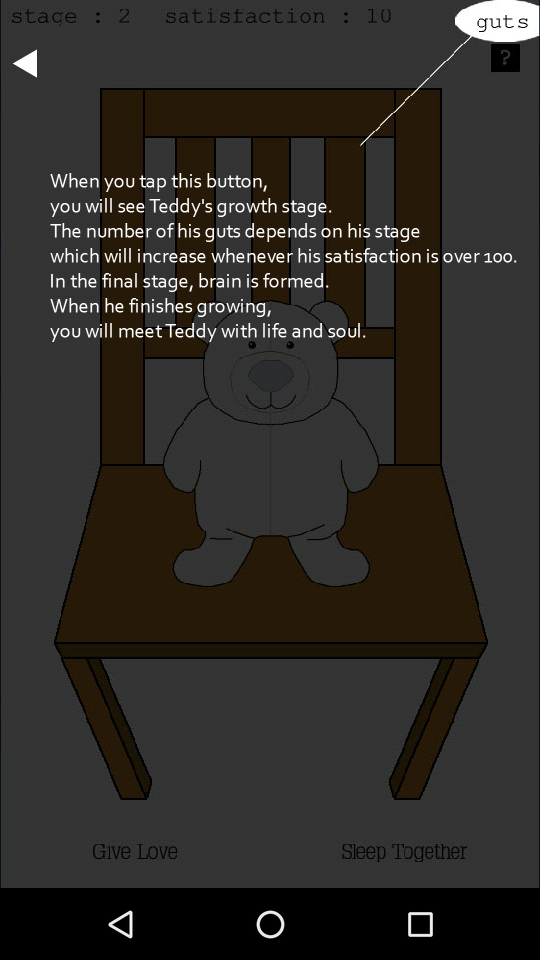 stage : 2 satisfaction : 10
guts
?
When you tap this button,
you will see Teddy's growth stage.
The number of his guts depends on his stage
which will increase whenever his satisfaction is over 100.
In the final stage, brain is formed.
When he finishes growing,
you will meet Teddy with life and soul.
Give Love Sleep Together